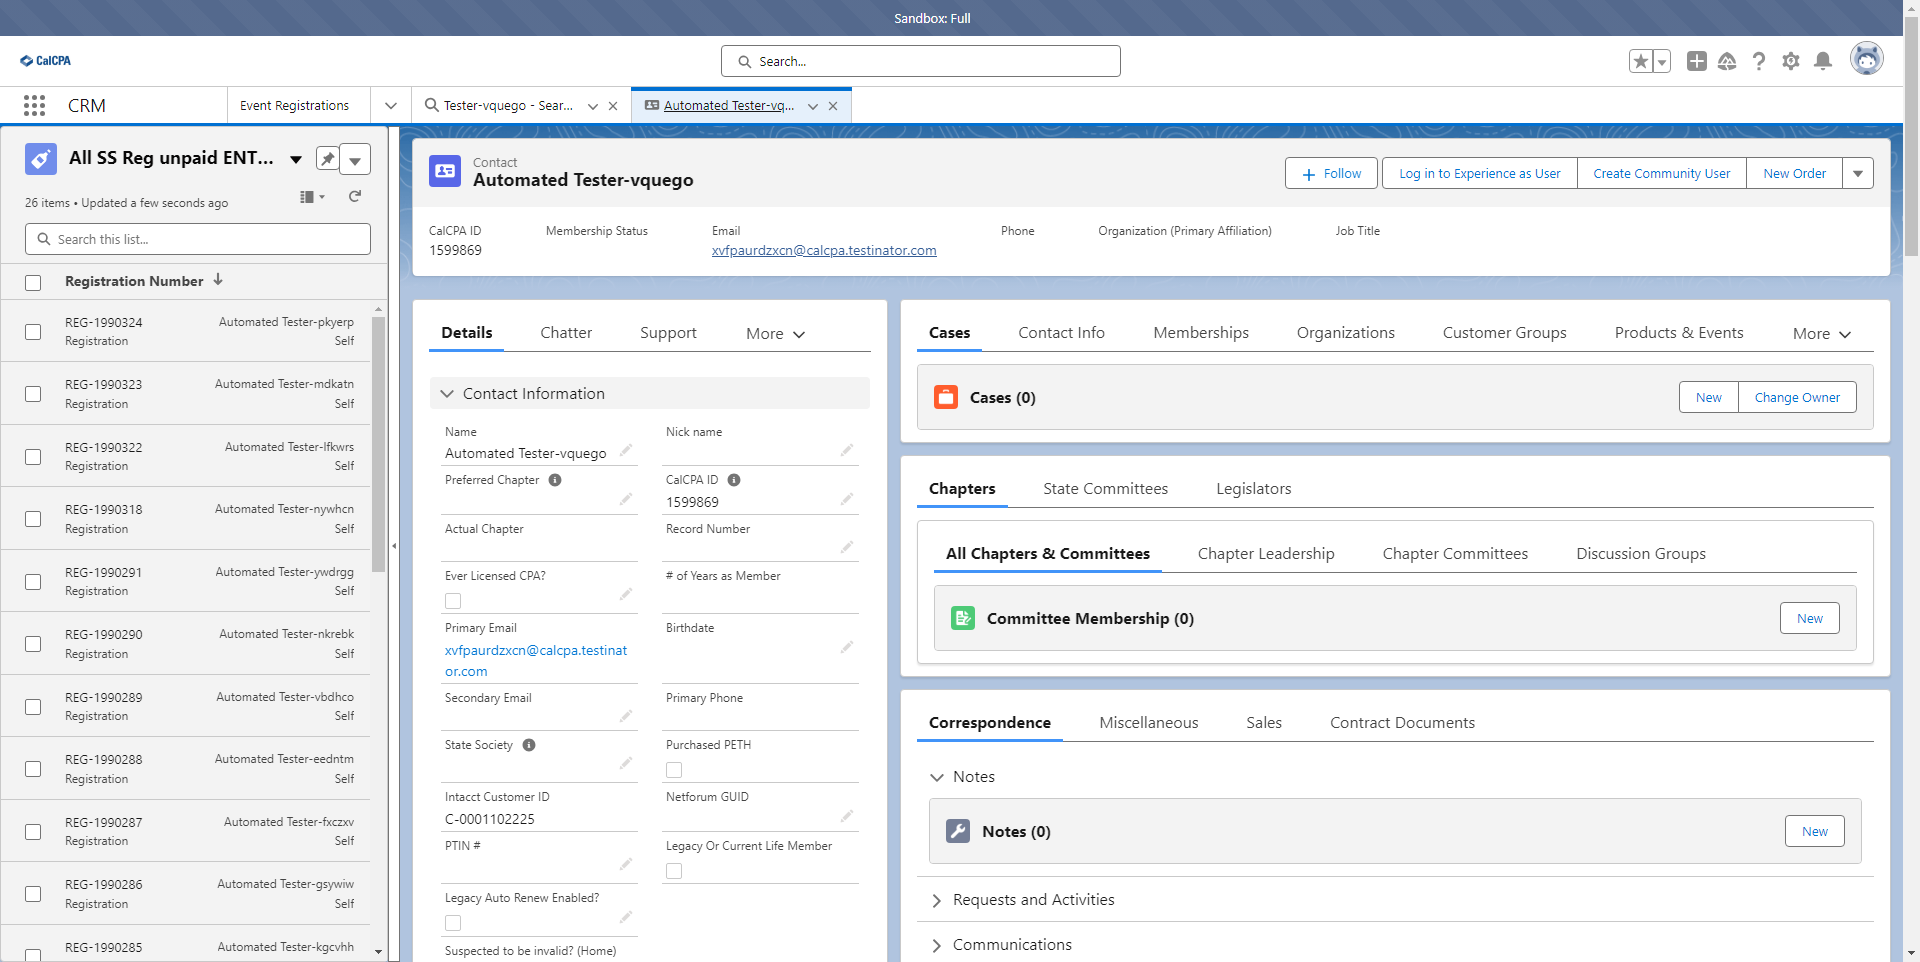 Sandbox: Full
CalCPA
Search...
CRM
Event Registrations
Tester-vquego - Sear...
Automated Tester-vq...
All SS Reg unpaid ENT...
26 items • Updated a few seconds ago
Search this list...
Registration Number
REG-1990324
Automated Tester-pkyerp
Registration
Self
REG-1990323
Automated Tester-mdkatn
Registration
Self
REG-1990322
Automated Tester-lfkwrs
Registration
Self
REG-1990318
Automated Tester-nywhcn
Registration
Self
REG-1990291
Automated Tester-ywdrgg
Registration
Self
REG-1990290
Automated Tester-nkrebk
Registration
Self
REG-1990289
Automated Tester-vbdhco
Registration
Self
REG-1990288
Automated Tester-eedntm
Registration
Self
REG-1990287
Automated Tester-fxczxv
Registration
Self
REG-1990286
Automated Tester-gsywiw
Registration
Self
REG-1990285
Automated Tester-kgcvhh
Contact
Automated Tester-vquego
Follow
Log in to Experience as User
Create Community User
New Order
CalCPA ID
1599869
Membership Status
Email
xvfpaurdzxcn@calcpa.testinator.com
Phone
Organization (Primary Affiliation)
Job Title
Details
Chatter
Support
More
Contact Information
Name
Automated Tester-vquego
Nick name
Preferred Chapter
CalCPA ID
1599869
Actual Chapter
Record Number
Ever Licensed CPA?
# of Years as Member
Primary Email
xvfpaurdzxcn@calcpa.testinat
or.com
Birthdate
Secondary Email
Primary Phone
State Society
Purchased PETH
Intacct Customer ID
C-0001102225
Netforum GUID
PTIN #
Legacy Or Current Life Member
Legacy Auto Renew Enabled?
Suspected to be invalid? (Home)
Cases
Contact Info
Memberships
Organizations
Customer Groups
Products & Events
More
Cases (0)
New
Change Owner
Chapters
State Committees
Legislators
All Chapters & Committees
Chapter Leadership
Chapter Committees
Discussion Groups
Committee Membership (0)
New
Correspondence
Miscellaneous
Sales
Contract Documents
Notes
Notes (0)
New
Requests and Activities
Communications